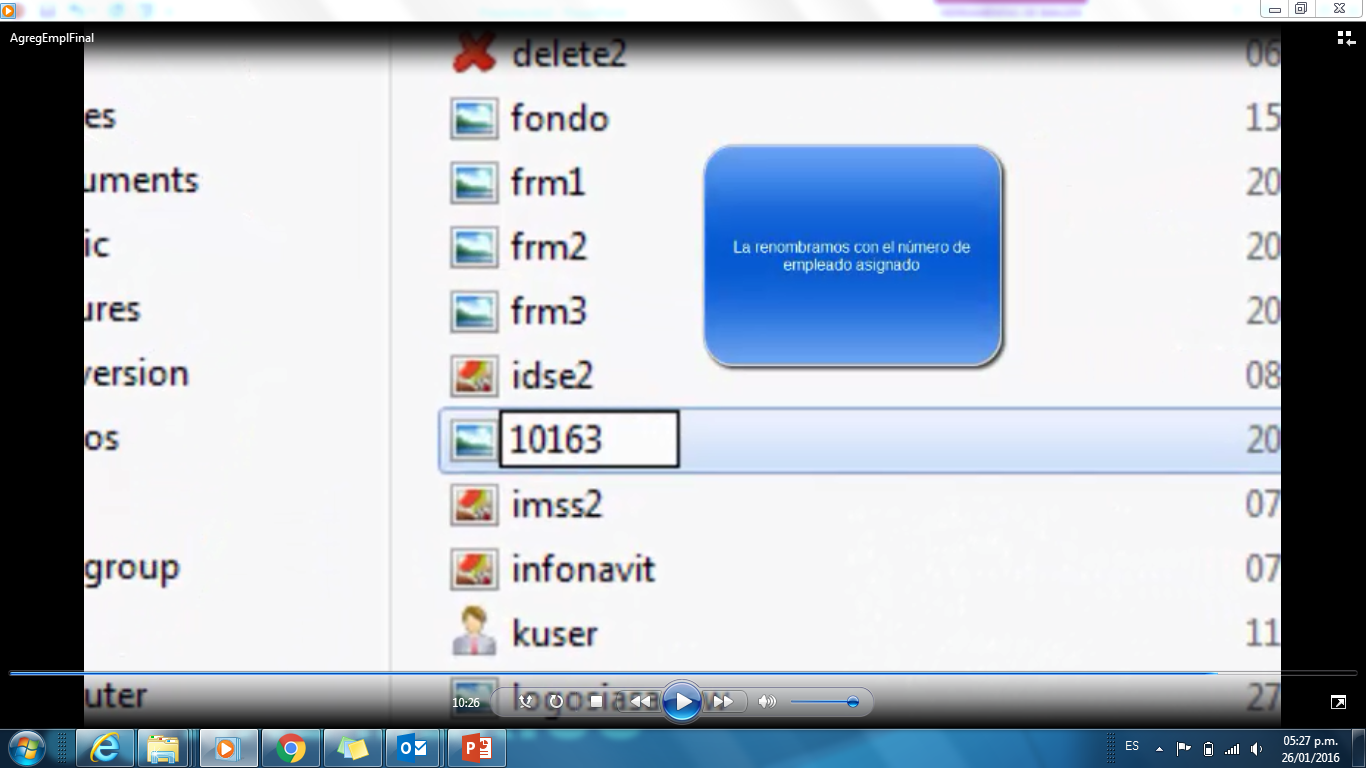 AgregEmplFinal
delete2
06
es
fondo
15
uments
frm1
20
ic
frm2
20
ures
frm3
20
version
idse2
08
os
10163
20
imss2
07
group
infonavit
07
kuser
11
uter
27
La renombramos con el número de
empleado asignado
10:26
ES
05:27 p.m.
26/01/2016